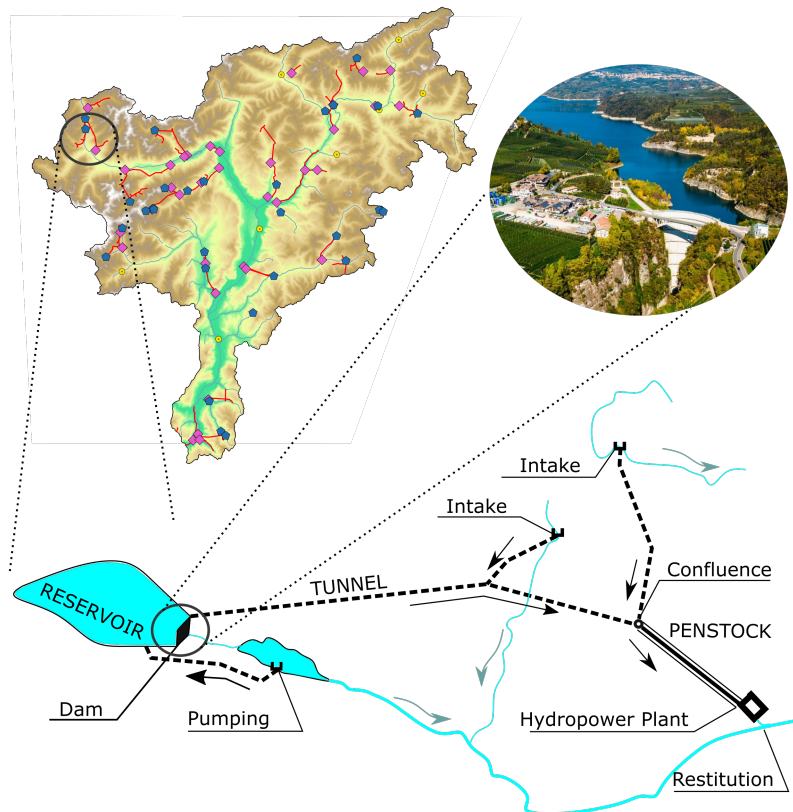 Intake
Intake
TUNNEL
Confluence
RESERVOIR
PENSTOCK
Dam
Pumping
Hydropower Plant
Restitution